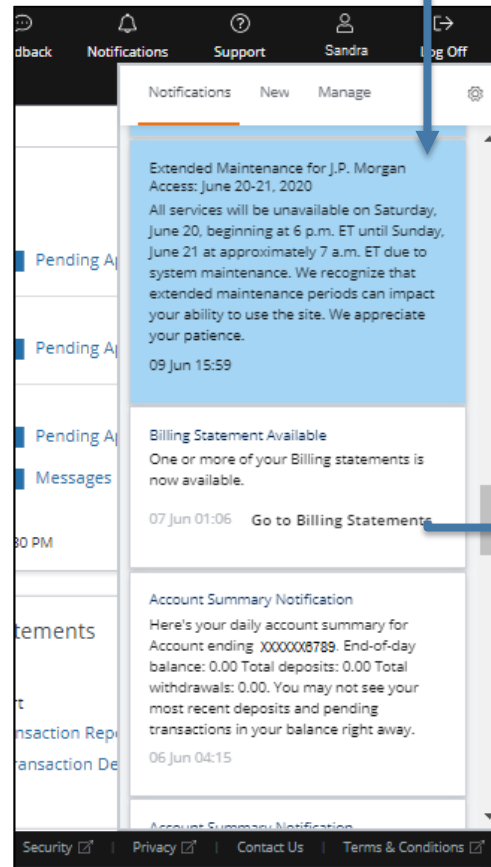 dback Notifications Support Sandra Log Off
Notifications New Manage
Extended Maintenance for J.P. Morgan
Access: June 20-21, 2020
All services will be unavailable on Saturday,
June 20, beginning at 6 p.m. ET until Sunday,
June 21 at approximately 7 a.m. ET due to
system maintenance. We recognize that
extended maintenance periods can impact
your ability to use the site. We appreciate
your patience.
09 Jun 15:59
Pending Ap
Pending Ap
Pending Ap
Messages
30 PM
Billing Statement Available
One or more of your Billing statements is
now available.
07 Jun 01:06 Go to Billing Statements
Account Summary Notification
Here's your daily account summary for
Account ending XXXXXX6789. End-of-day
balance: 0.00 Total deposits: 0.00 Total
withdrawals: 0.00. You may not see your
most recent deposits and pending
transactions in your balance right away.
06 Jun 04:15
tements
rt
nsaction Repo
ransaction De
Account Summary Notification
Security | Privacy | Contact Us | Terms & Conditions